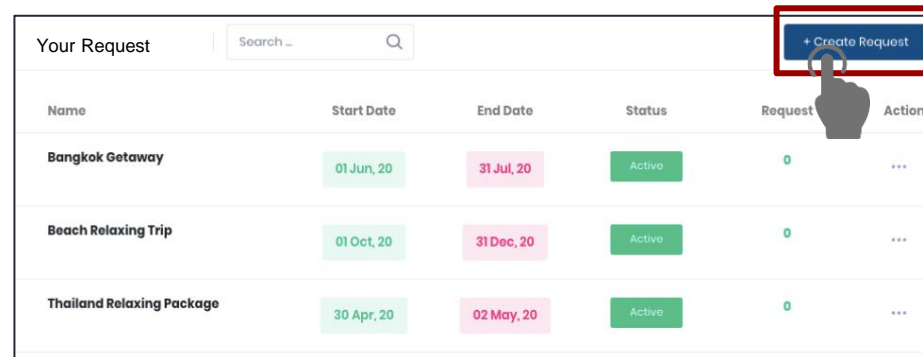 Your Request Search ... + Create Request
Name Start Date End Date Status Request Action
Bangkok Getaway 01 Jun, 20 31 Jul, 20 Active 0 ...
Beach Relaxing Trip 01 Oct, 20 31 Dec, 20 Active 0 ...
Thailand Relaxing Package 30 Apr, 20 02 May, 20 Active 0 ...